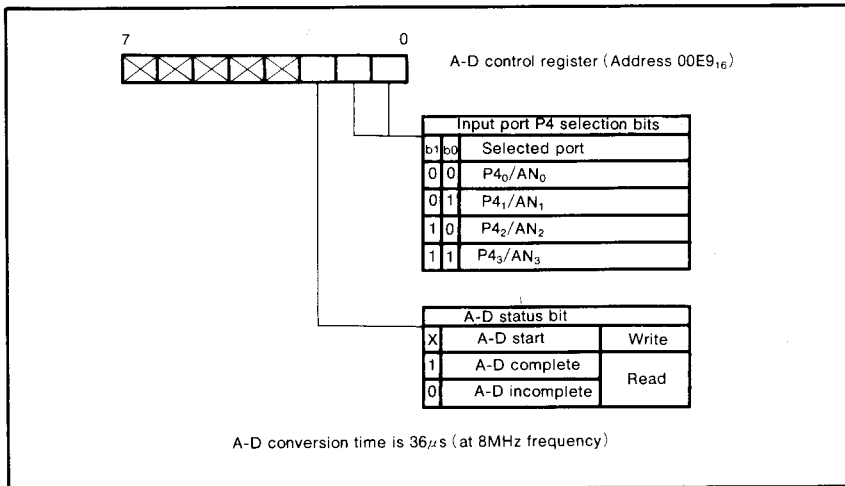 7 0
A-D control register (Address 00E9₁₆)
Input port P4 selection bits
b1 b0 Selected port
0 0 P4₀/AN₀
0 1 P4₁/AN₁
1 0 P4₂/AN₂
1 1 P4₃/AN₃
A-D status bit
X A-D start Write
1 A-D complete Read
0 A-D incomplete
A-D conversion time is 36μs (at 8MHz frequency)